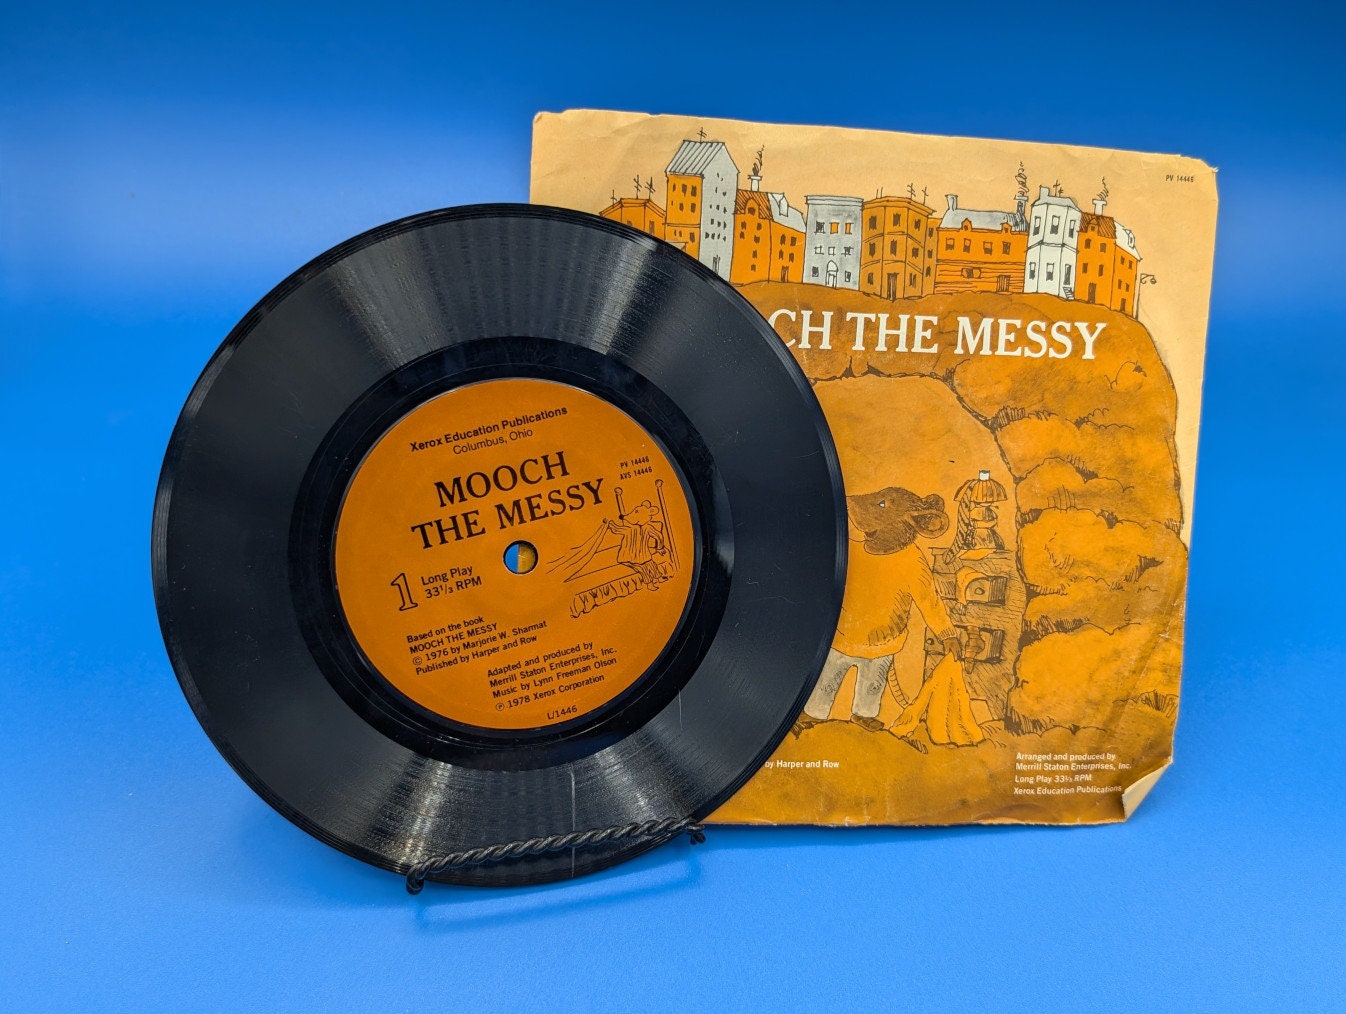 Xerox Education Publications
Columbus, Ohio
MOOCH
THE MESSY
PV 14446
AVS 14446
1
Long Play
33⅓ RPM
Based on the book
MOOCH THE MESSY
© 1976 by Marjorie W. Sharmat
Published by Harper and Row
Adapted and produced by
Merrill Staton Enterprises, Inc.
Music by Lynn Freeman Olson
℗ 1978 Xerox Corporation
L/1446
PV 14446
CH THE MESSY
by Harper and Row
Arranged and produced by
Merrill Staton Enterprises, Inc.
Long Play 33⅓ RPM
Xerox Education Publications